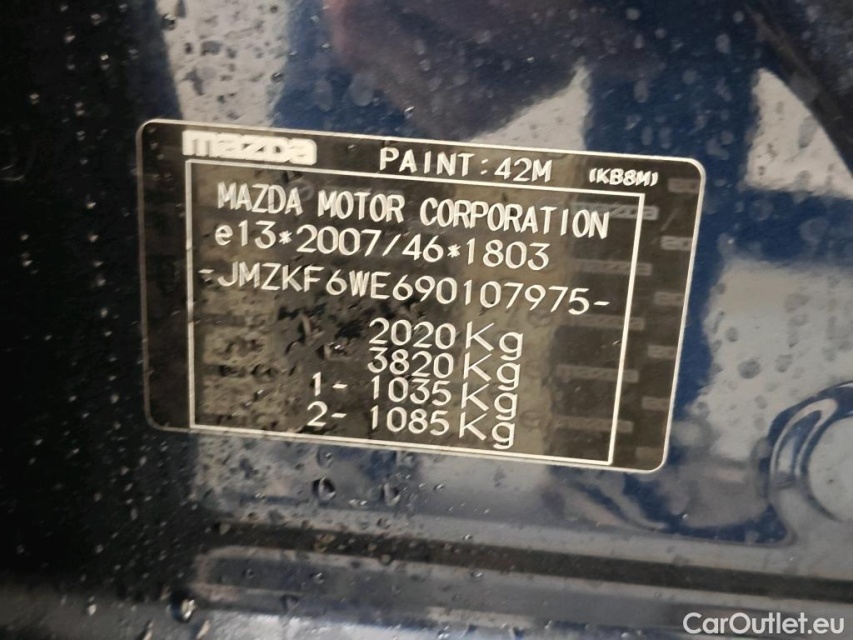 mazda PAINT:42M (KB8M)
MAZDA MOTOR CORPORATION
e13*2007/46*1803
-JMZKF6WE690107975-
2020Kg
3820Kg
1- 1035Kg
2- 1085Kg
CarOutlet.eu